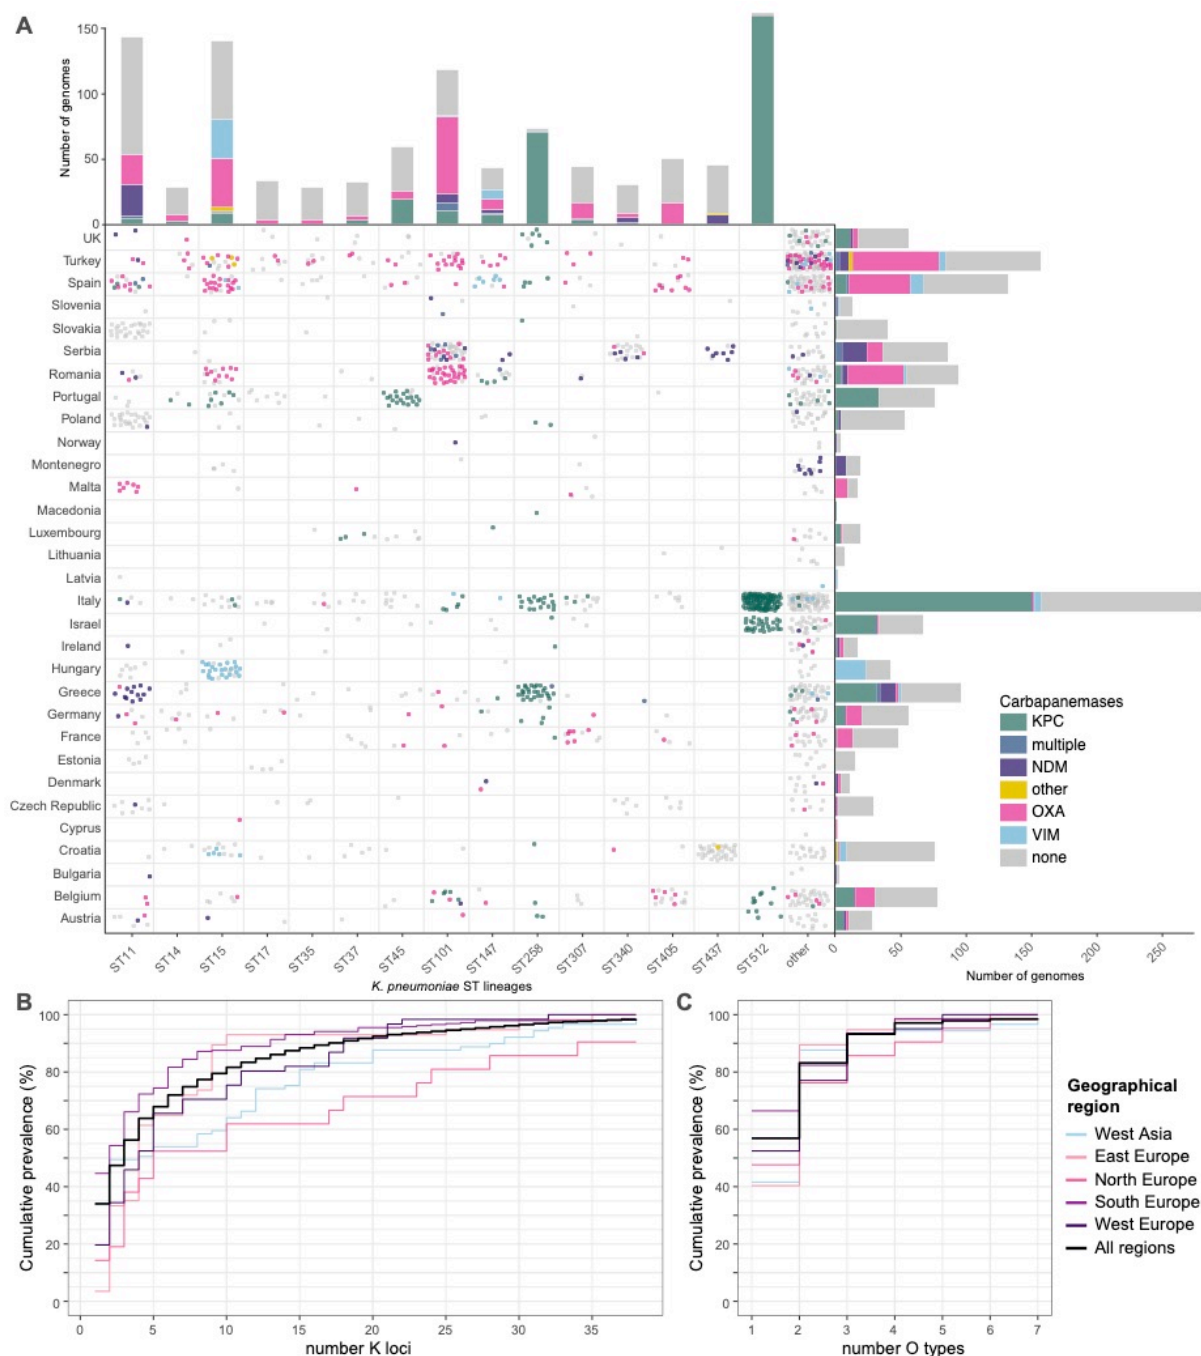 A
Number of genomes
150
100
50
0
UK
Turkey
Spain
Slovenia
Slovakia
Serbia
Romania
Portugal
Poland
Norway
Montenegro
Malta
Macedonia
Luxembourg
Lithuania
Latvia
Italy
Israel
Ireland
Hungary
Greece
Germany
France
Estonia
Denmark
Czech Republic
Cyprus
Croatia
Bulgaria
Belgium
Austria
Carbapanemases
KPC
multiple
NDM
other
OXA
VIM
none
ST11 ST14 ST15 ST17 ST35 ST37 ST45 ST101 ST147 ST258 ST307 ST340 ST405 ST437 ST512 other
0 50 100 150 200 250
K. pneumoniae ST lineages
Number of genomes
B
Cumulative prevalence (%)
100
80
60
40
20
0
0 5 10 15 20 25 30 35
number K loci
C
Cumulative prevalence (%)
100
80
60
40
20
0
1 2 3 4 5 6 7
number O types
Geographical
region
West Asia
East Europe
North Europe
South Europe
West Europe
All regions